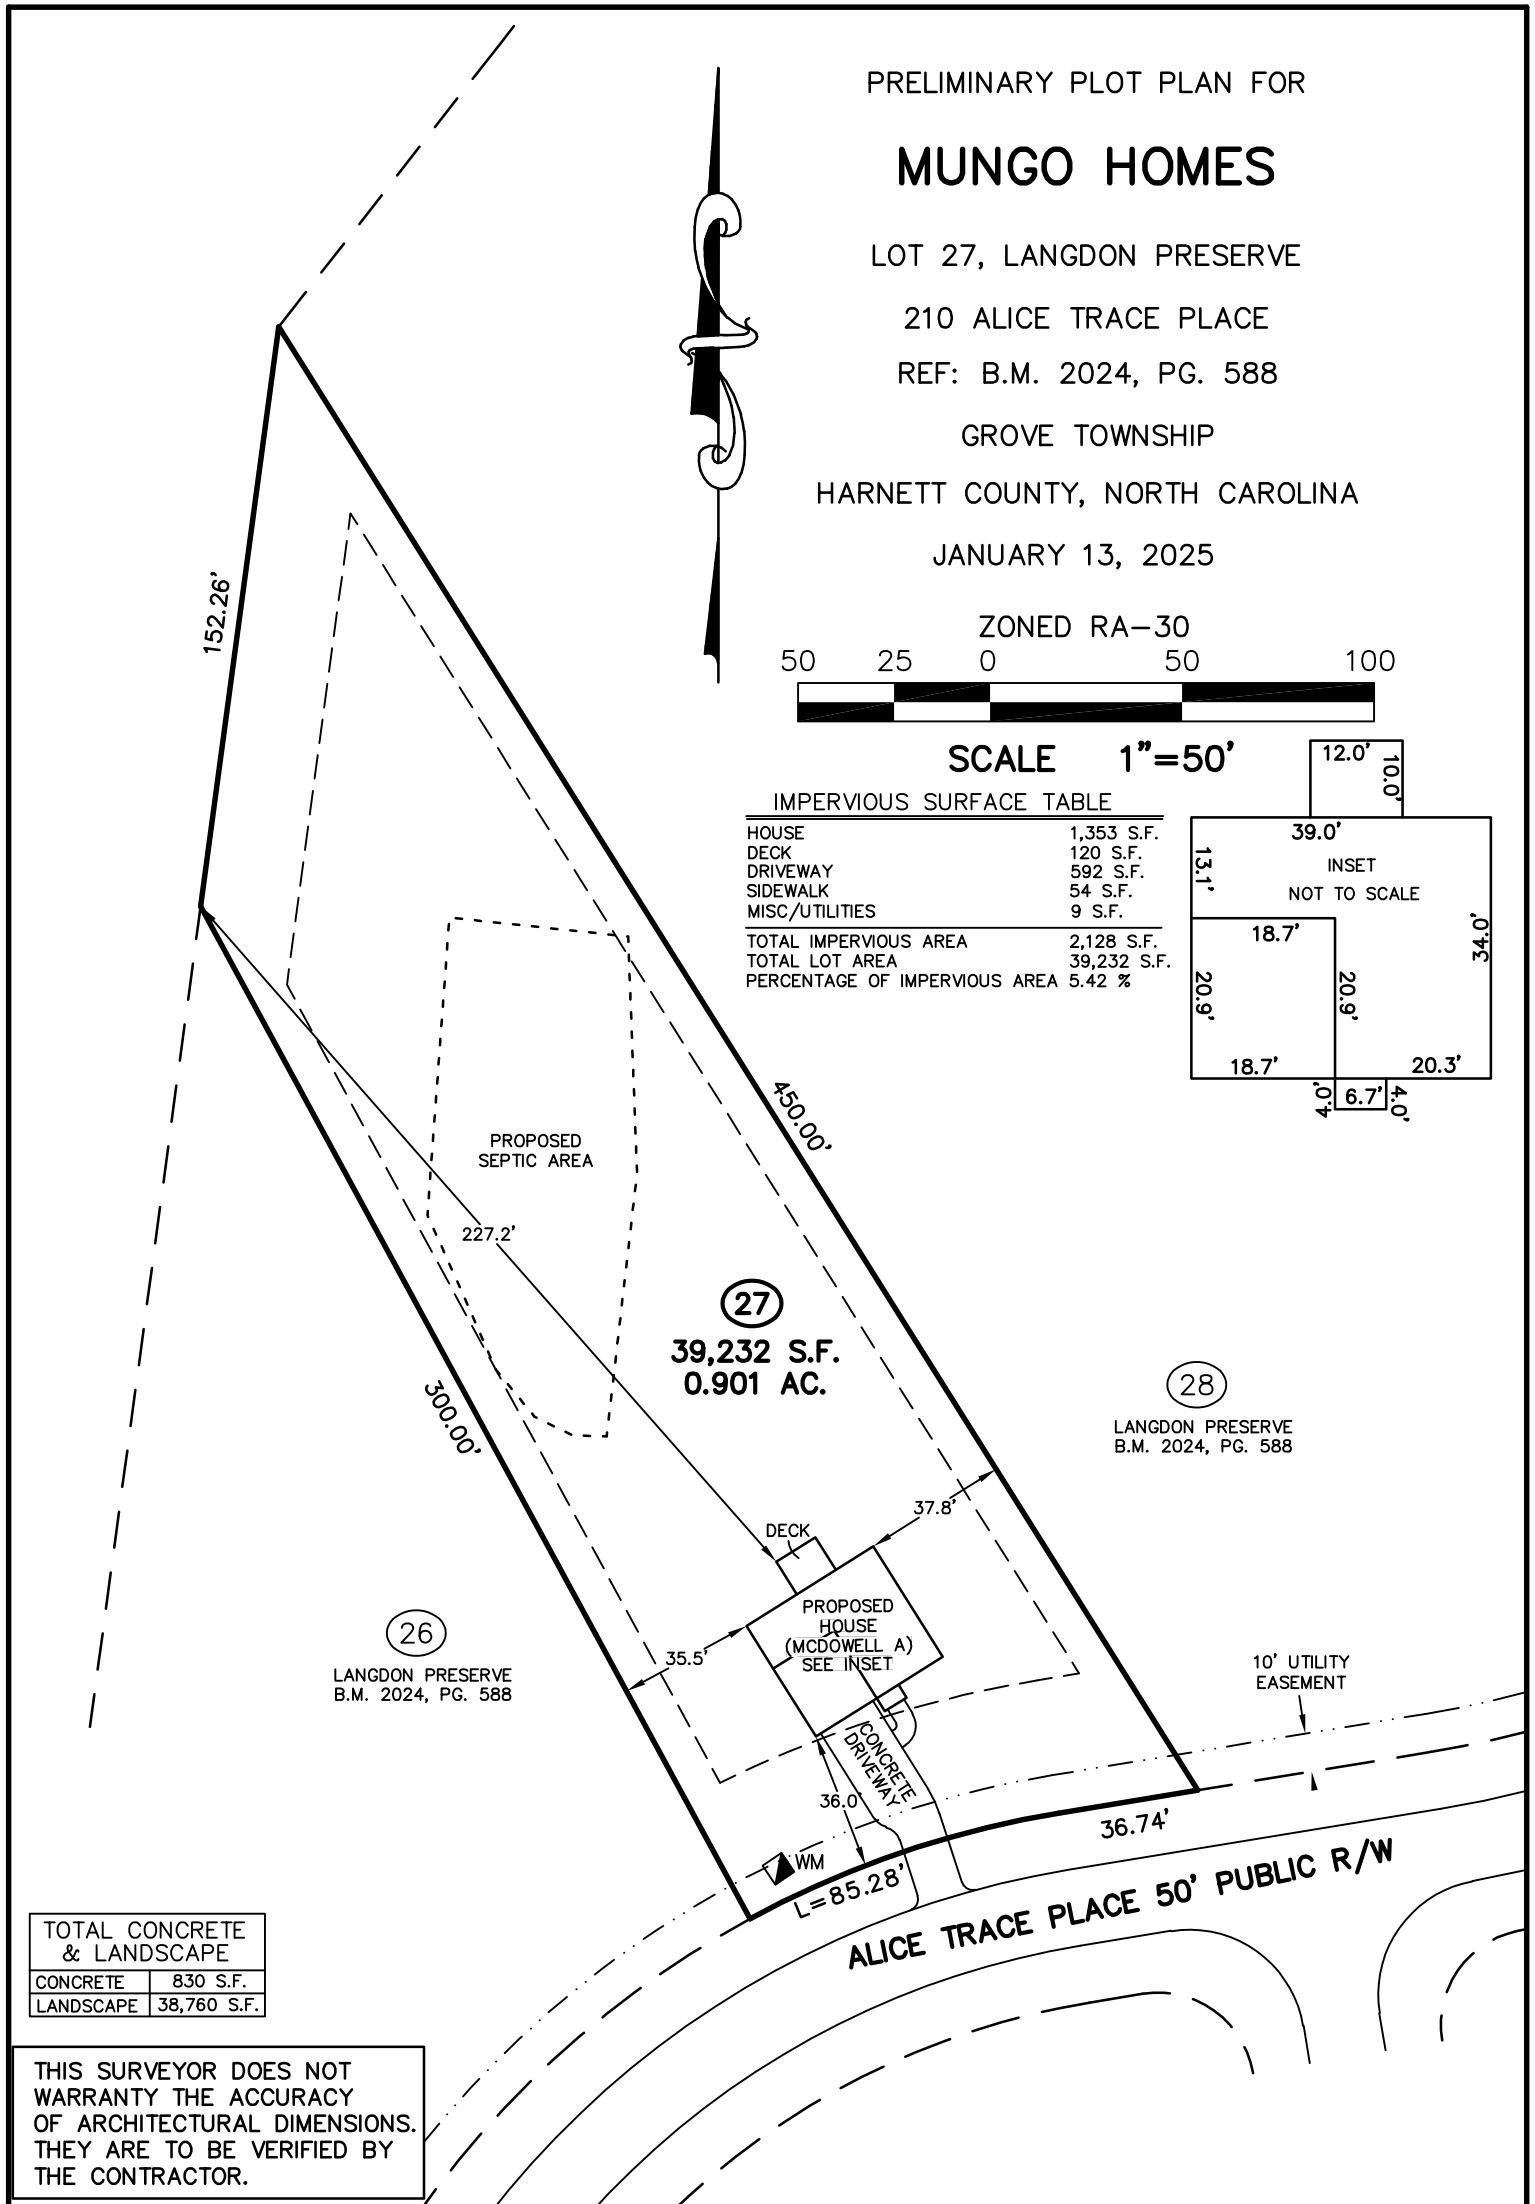 PRELIMINARY PLOT PLAN FOR
MUNGO HOMES
LOT 27, LANGDON PRESERVE
210 ALICE TRACE PLACE
REF: B.M. 2024, PG. 588
GROVE TOWNSHIP
HARNETT COUNTY, NORTH CAROLINA
JANUARY 13, 2025
ZONED RA-30
50 25 0 50 100
SCALE 1"=50'
IMPERVIOUS SURFACE TABLE
HOUSE 1,353 S.F.
DECK 120 S.F.
DRIVEWAY 592 S.F.
SIDEWALK 54 S.F.
MISC/UTILITIES 9 S.F.
TOTAL IMPERVIOUS AREA 2,128 S.F.
TOTAL LOT AREA 39,232 S.F.
PERCENTAGE OF IMPERVIOUS AREA 5.42 %
12.0'
10.0'
39.0'
13.1'
INSET
NOT TO SCALE
18.7'
34.0'
20.9'
20.9'
18.7'
20.3'
4.0'
6.7'
4.0'
152.26'
450.00'
PROPOSED
SEPTIC AREA
227.2'
27
39,232 S.F.
0.901 AC.
300.00'
28
LANGDON PRESERVE
B.M. 2024, PG. 588
37.8'
DECK
PROPOSED
HOUSE
(MCDOWELL A)
SEE INSET
35.5'
26
LANGDON PRESERVE
B.M. 2024, PG. 588
10' UTILITY
EASEMENT
CONCRETE
DRIVEWAY
36.0'
36.74'
WM
L=85.28'
ALICE TRACE PLACE 50' PUBLIC R/W
TOTAL CONCRETE
& LANDSCAPE
CONCRETE 830 S.F.
LANDSCAPE 38,760 S.F.
THIS SURVEYOR DOES NOT
WARRANTY THE ACCURACY
OF ARCHITECTURAL DIMENSIONS.
THEY ARE TO BE VERIFIED BY
THE CONTRACTOR.